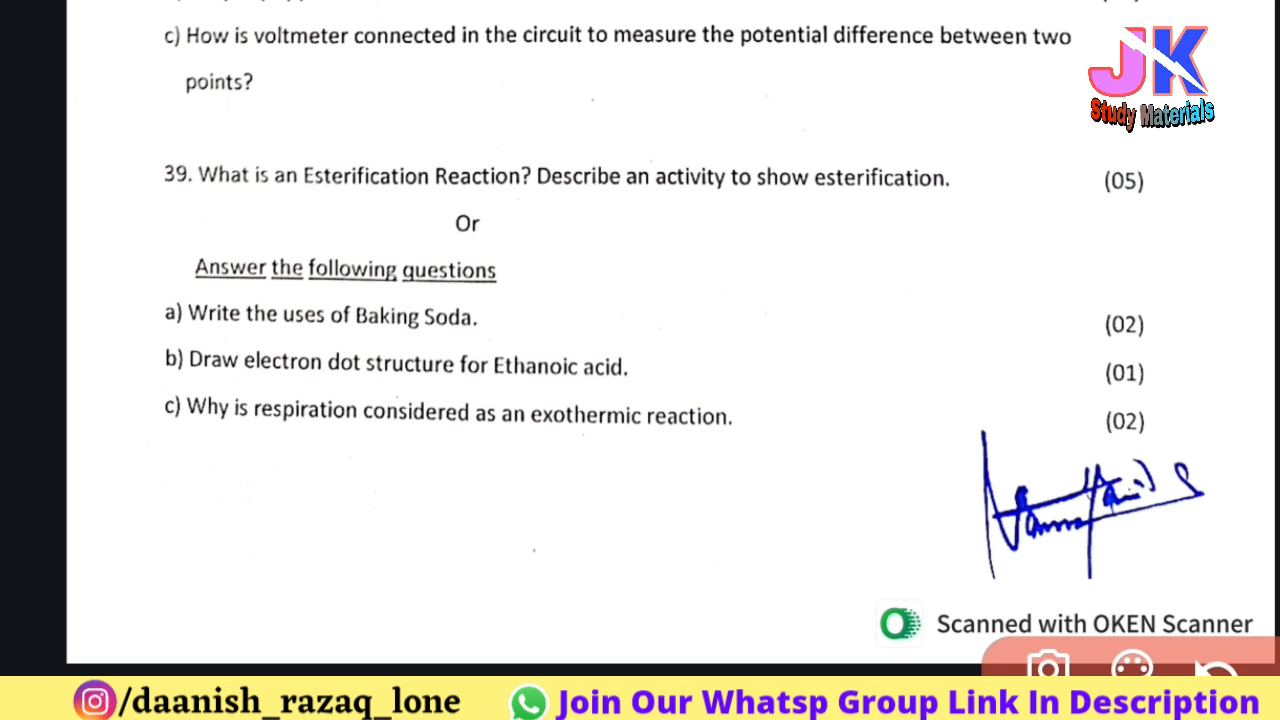 c) How is voltmeter connected in the circuit to measure the potential difference between two
points?
JK
Study Materials
39. What is an Esterification Reaction? Describe an activity to show esterification. (05)
Or
Answer the following questions
a) Write the uses of Baking Soda. (02)
b) Draw electron dot structure for Ethanoic acid. (01)
c) Why is respiration considered as an exothermic reaction. (02)
Scanned with OKEN Scanner
/daanish_razaq_lone Join Our Whatsp Group Link In Description